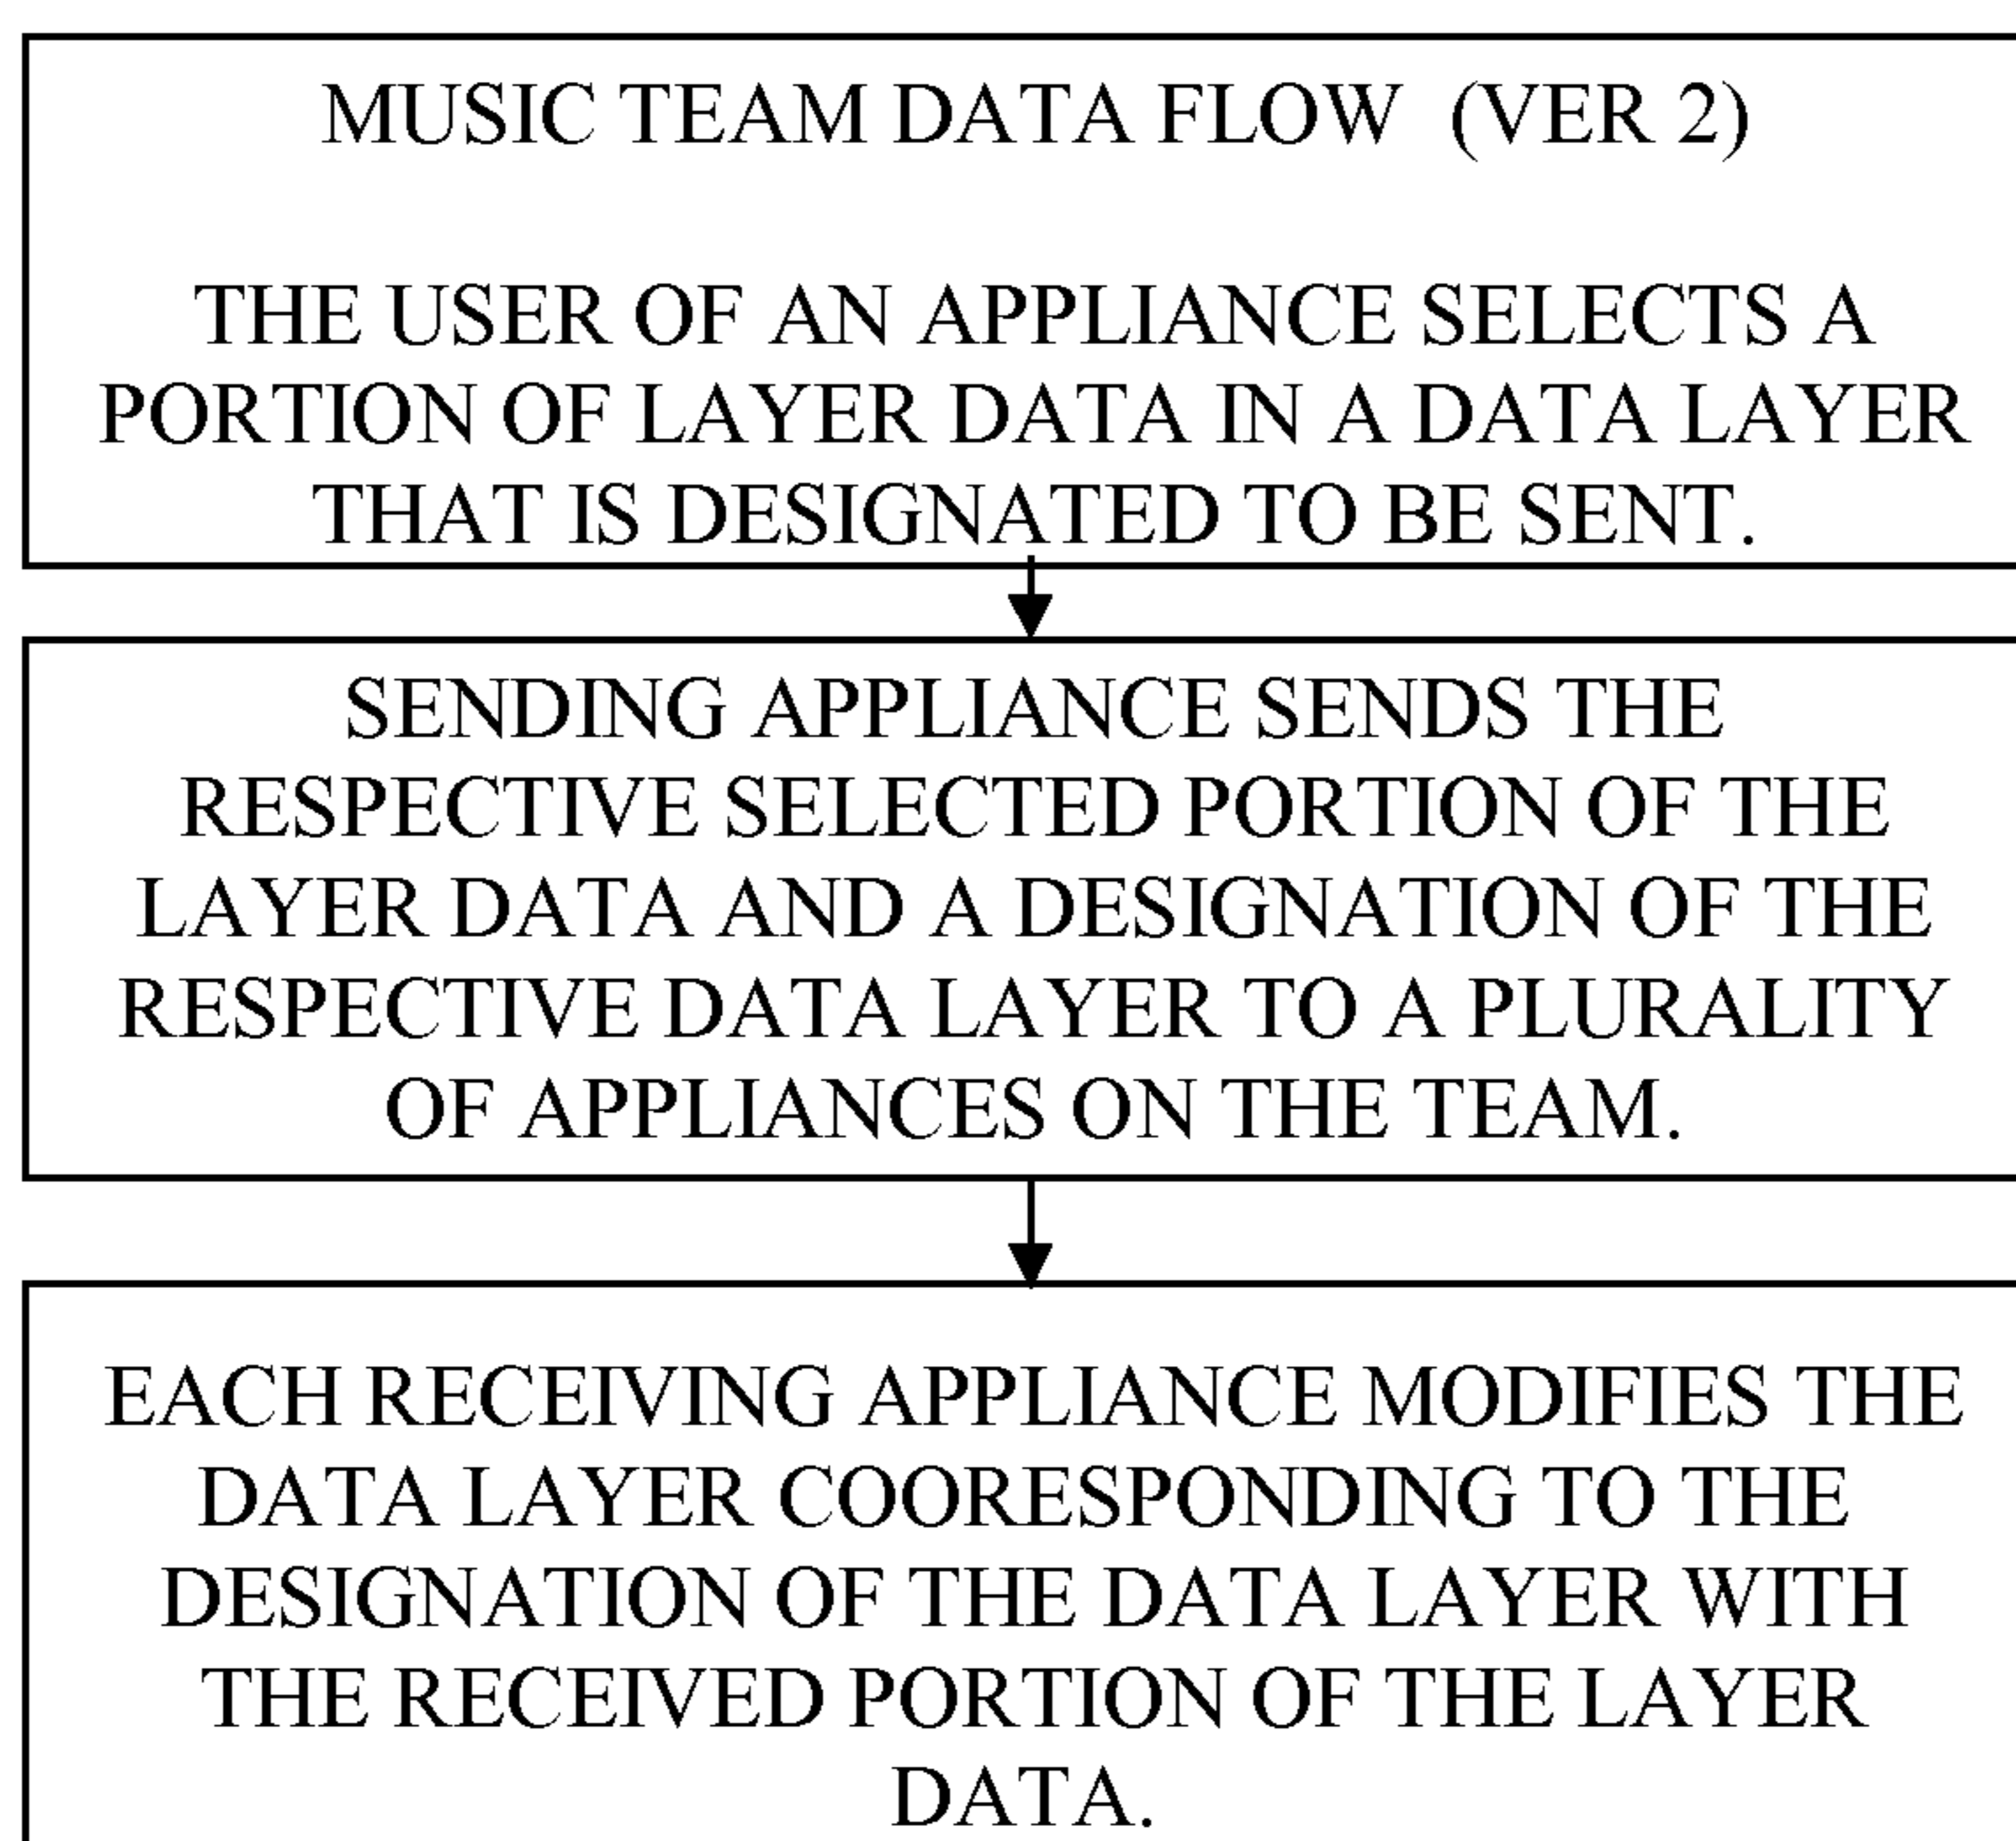 MUSIC TEAM DATA FLOW (VER 2)
THE USER OF AN APPLIANCE SELECTS A
PORTION OF LAYER DATA IN A DATA LAYER
THAT IS DESIGNATED TO BE SENT.
SENDING APPLIANCE SENDS THE
RESPECTIVE SELECTED PORTION OF THE
LAYER DATA AND A DESIGNATION OF THE
RESPECTIVE DATA LAYER TO A PLURALITY
OF APPLIANCES ON THE TEAM.
EACH RECEIVING APPLIANCE MODIFIES THE
DATA LAYER COORESPONDING TO THE
DESIGNATION OF THE DATA LAYER WITH
THE RECEIVED PORTION OF THE LAYER
DATA.